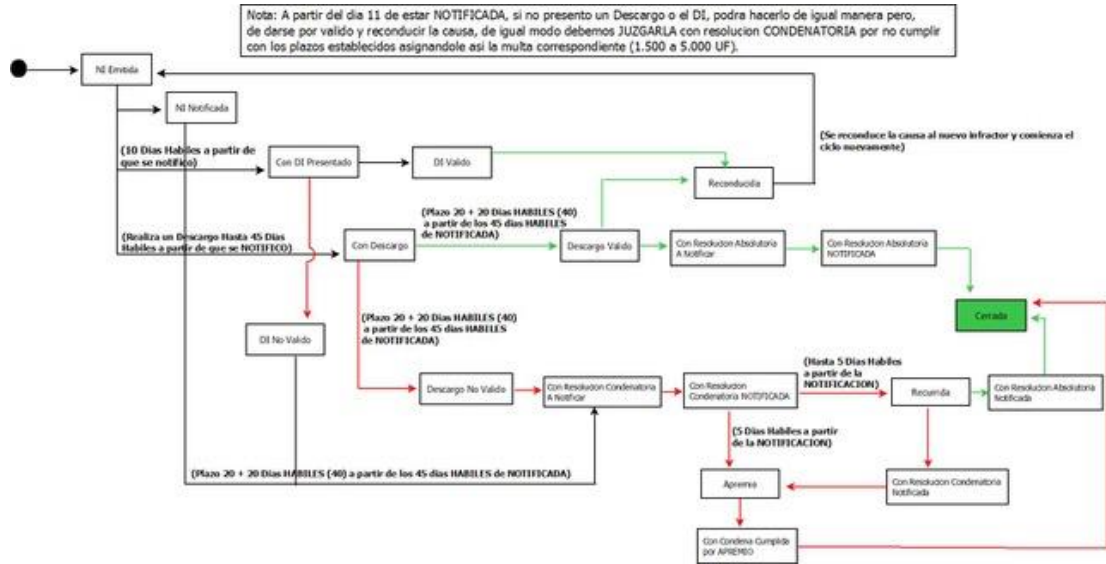 Nota: A partir del dia 11 de estar NOTIFICADA, si no presento un Descargo o el DI, podra hacerlo de igual manera pero,
de darse por valido y reconducir la causa, de igual modo debemos JUZGARLA con resolucion CONDENATORIA por no cumplir
con los plazos establecidos asignandole asi la multa correspondiente (1.500 a 5.000 UF).
NI Emitida
NI Notificada
(10 Dias Habiles a partir de
que se notifico)
Con DI Presentado
DI Valido
Reconducida
(Se reconduce la causa al nuevo infractor y comienza el
ciclo nuevamente)
(Realiza un Descargo Hasta 45 Dias
Habiles a partir de que se NOTIFICO)
Con Descargo
(Plazo 20 + 20 Dias HABILES (40)
a partir de los 45 dias HABILES
de NOTIFICADA)
Descargo Valido
Con Resolucion Absolutoria
A Notificar
Con Resolucion Absolutoria
NOTIFICADA
Cerrada
(Plazo 20 + 20 Dias HABILES (40)
a partir de los 45 dias HABILES
de NOTIFICADA)
DI No Valido
Descargo No Valido
Con Resolucion Condenatoria
A Notificar
Con Resolucion
Condenatoria NOTIFICADA
(Hasta 5 Dias Habiles
a partir de la
NOTIFICACION)
Recurrida
Con Resolucion Absolutoria
Notificada
(5 Dias Habiles a partir
de la NOTIFICACION)
(Plazo 20 + 20 Dias HABILES (40) a partir de los 45 dias HABILES de NOTIFICADA)
Apremio
Con Resolucion Condenatoria
Notificada
Con Condena Cumplida
por APREMIO